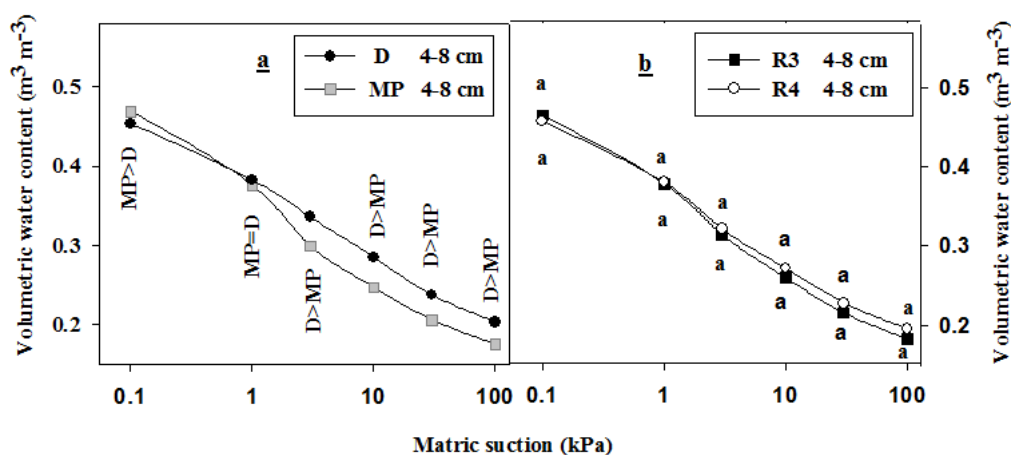 Volumetric water content (m³ m⁻³)
0.5
0.4
0.3
0.2
a
D 4-8 cm
MP 4-8 cm
MP>D
MP=D
D>MP
D>MP
D>MP
D>MP
0.1 1 10 100
b
R3 4-8 cm
R4 4-8 cm
a
a
a
a
a
a
a
a
a
a
a
a
0.1 1 10 100
0.5
0.4
0.3
0.2
Volumetric water content (m³ m⁻³)
Matric suction (kPa)